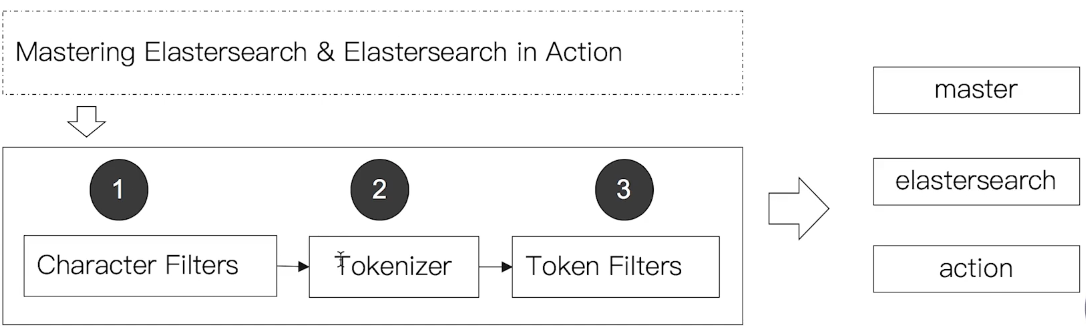 Mastering Elastersearch & Elastersearch in Action
1
2
3
Character Filters
Tokenizer
Token Filters
master
elastersearch
action